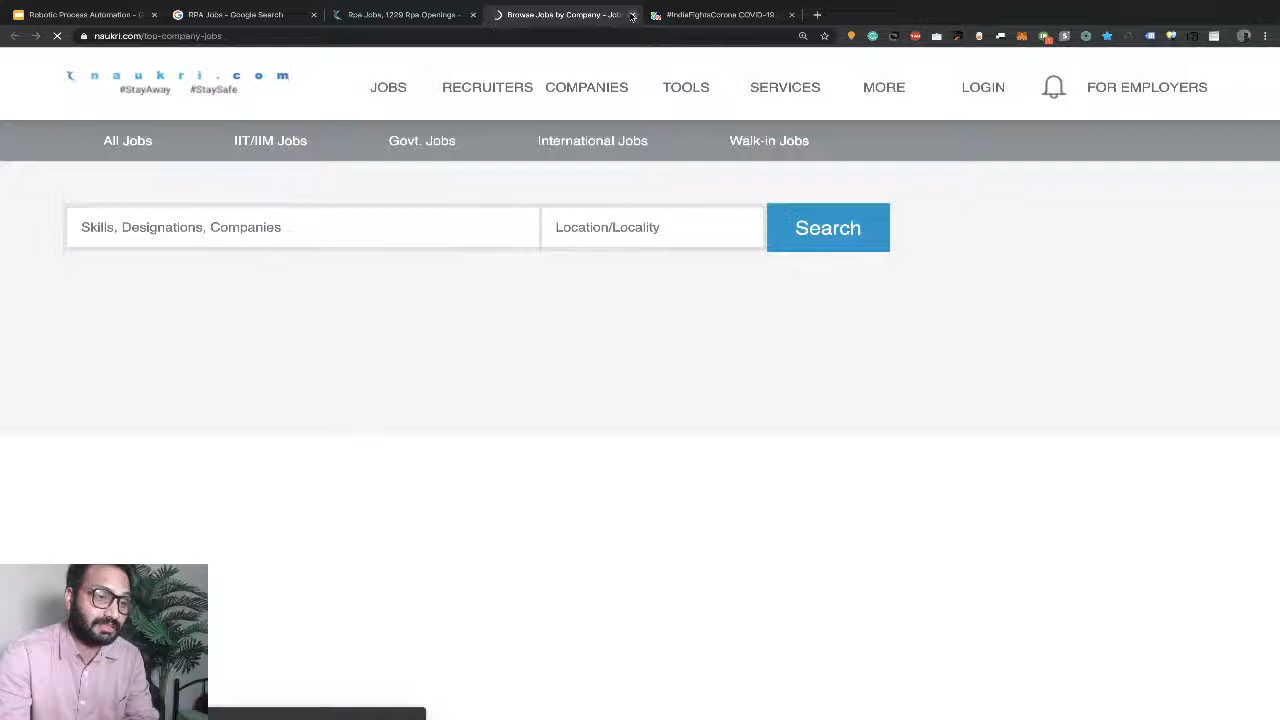 Robotic Process Automation - G
RPA Jobs - Google Search
Rpa Jobs, 1229 Rpa Openings -
Browse Jobs by Company - Job
#IndiaFightsCorona COVID-19
naukri.com/top-company-jobs
naukri.com
#StayAway #StaySafe
JOBS RECRUITERS COMPANIES TOOLS SERVICES MORE LOGIN FOR EMPLOYERS
All Jobs IIT/IIM Jobs Govt. Jobs International Jobs Walk-in Jobs
Skills, Designations, Companies Location/Locality Search